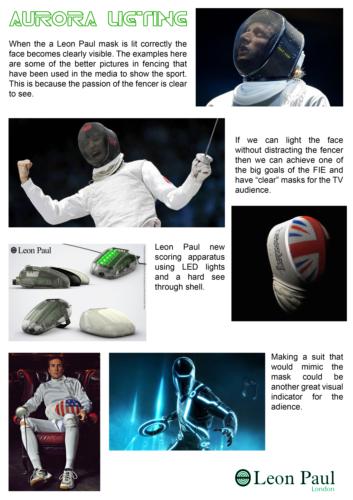 AURORA LIGTING
When the a Leon Paul mask is lit correctly the
face becomes clearly visible. The examples here
are some of the better pictures in fencing that
have been used in the media to show the sport.
This is because the passion of the fencer is clear
to see.
If we can light the face
without distracting the fencer
then we can achieve one of
the big goals of the FIE and
have “clear” masks for the TV
audience.
Leon Paul
Leon Paul new
scoring apparatus
using LED lights
and a hard see
through shell.
Making a suit that
would mimic the
mask could be
another great visual
indicator for the
adience.
Leon Paul
London